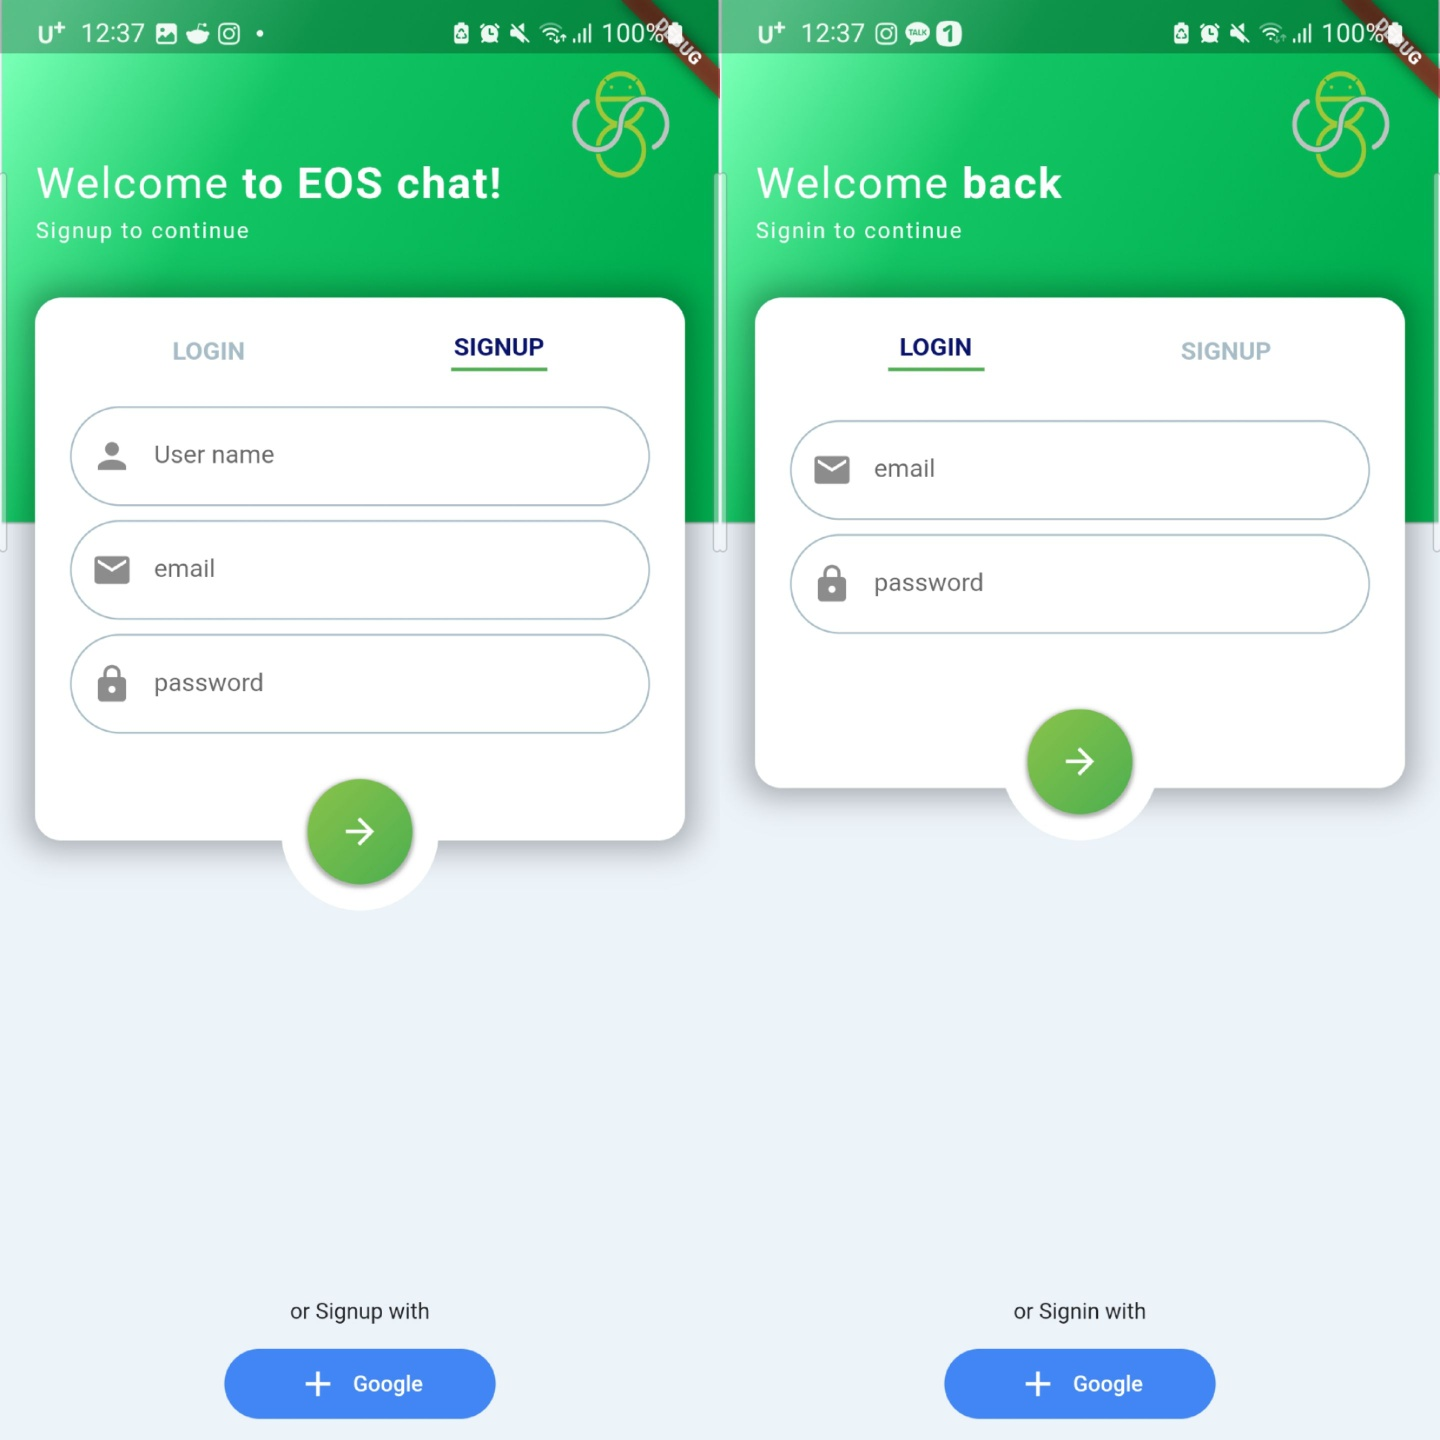 U+ 12:37 100%
DEBUG
Welcome to EOS chat!
Signup to continue
LOGIN SIGNUP
User name
email
password
or Signup with
Google
U+ 12:37 TALK 1 100%
DEBUG
Welcome back
Signin to continue
LOGIN SIGNUP
email
password
or Signin with
Google